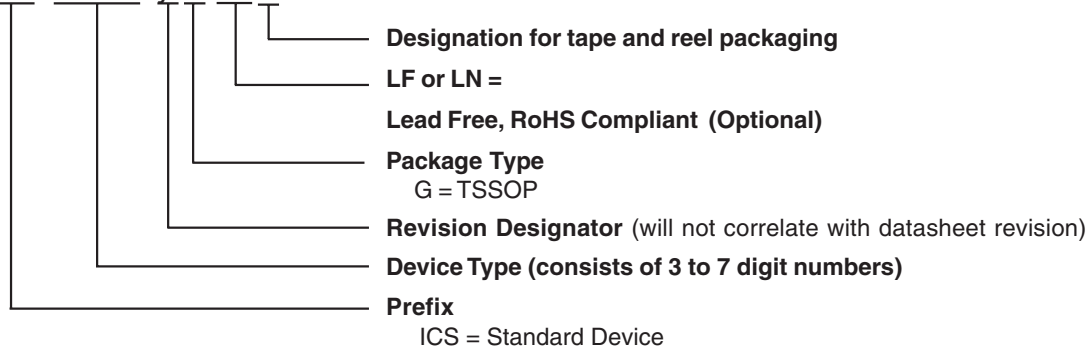 Designation for tape and reel packaging
LF or LN =
Lead Free, RoHS Compliant (Optional)
Package Type
G = TSSOP
Revision Designator (will not correlate with datasheet revision)
Device Type (consists of 3 to 7 digit numbers)
Prefix
ICS = Standard Device